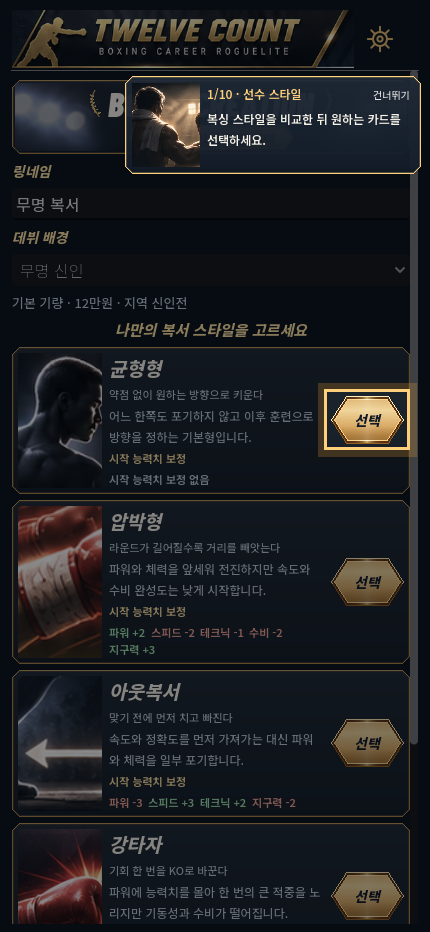 TWELVE COUNT
BOXING CAREER ROGUELITE
1/10 · 선수 스타일
건너뛰기
복싱 스타일을 비교한 뒤 원하는 카드를
선택하세요.
링네임
무명 복서
데뷔 배경
무명 신인
기본 기량 · 12만원 · 지역 신인전
나만의 복서 스타일을 고르세요
균형형
약점 없이 원하는 방향으로 키운다
어느 한쪽도 포기하지 않고 이후 훈련으로
방향을 정하는 기본형입니다.
시작 능력치 보정
시작 능력치 보정 없음
선택
압박형
라운드가 길어질수록 거리를 빼앗는다
파워와 체력을 앞세워 전진하지만 속도와
수비 완성도는 낮게 시작합니다.
시작 능력치 보정
파워 +2 스피드 -2 테크닉 -1 수비 -2
지구력 +3
선택
아웃복서
맞기 전에 먼저 치고 빠진다
속도와 정확도를 먼저 가져가는 대신 파워
와 체력을 일부 포기합니다.
시작 능력치 보정
파워 -3 스피드 +3 테크닉 +2 지구력 -2
선택
강타자
기회 한 번을 KO로 바꾼다
파워에 능력치를 몰아 한 번의 큰 적중을 노
리지만 기동성과 수비가 떨어집니다.
선택